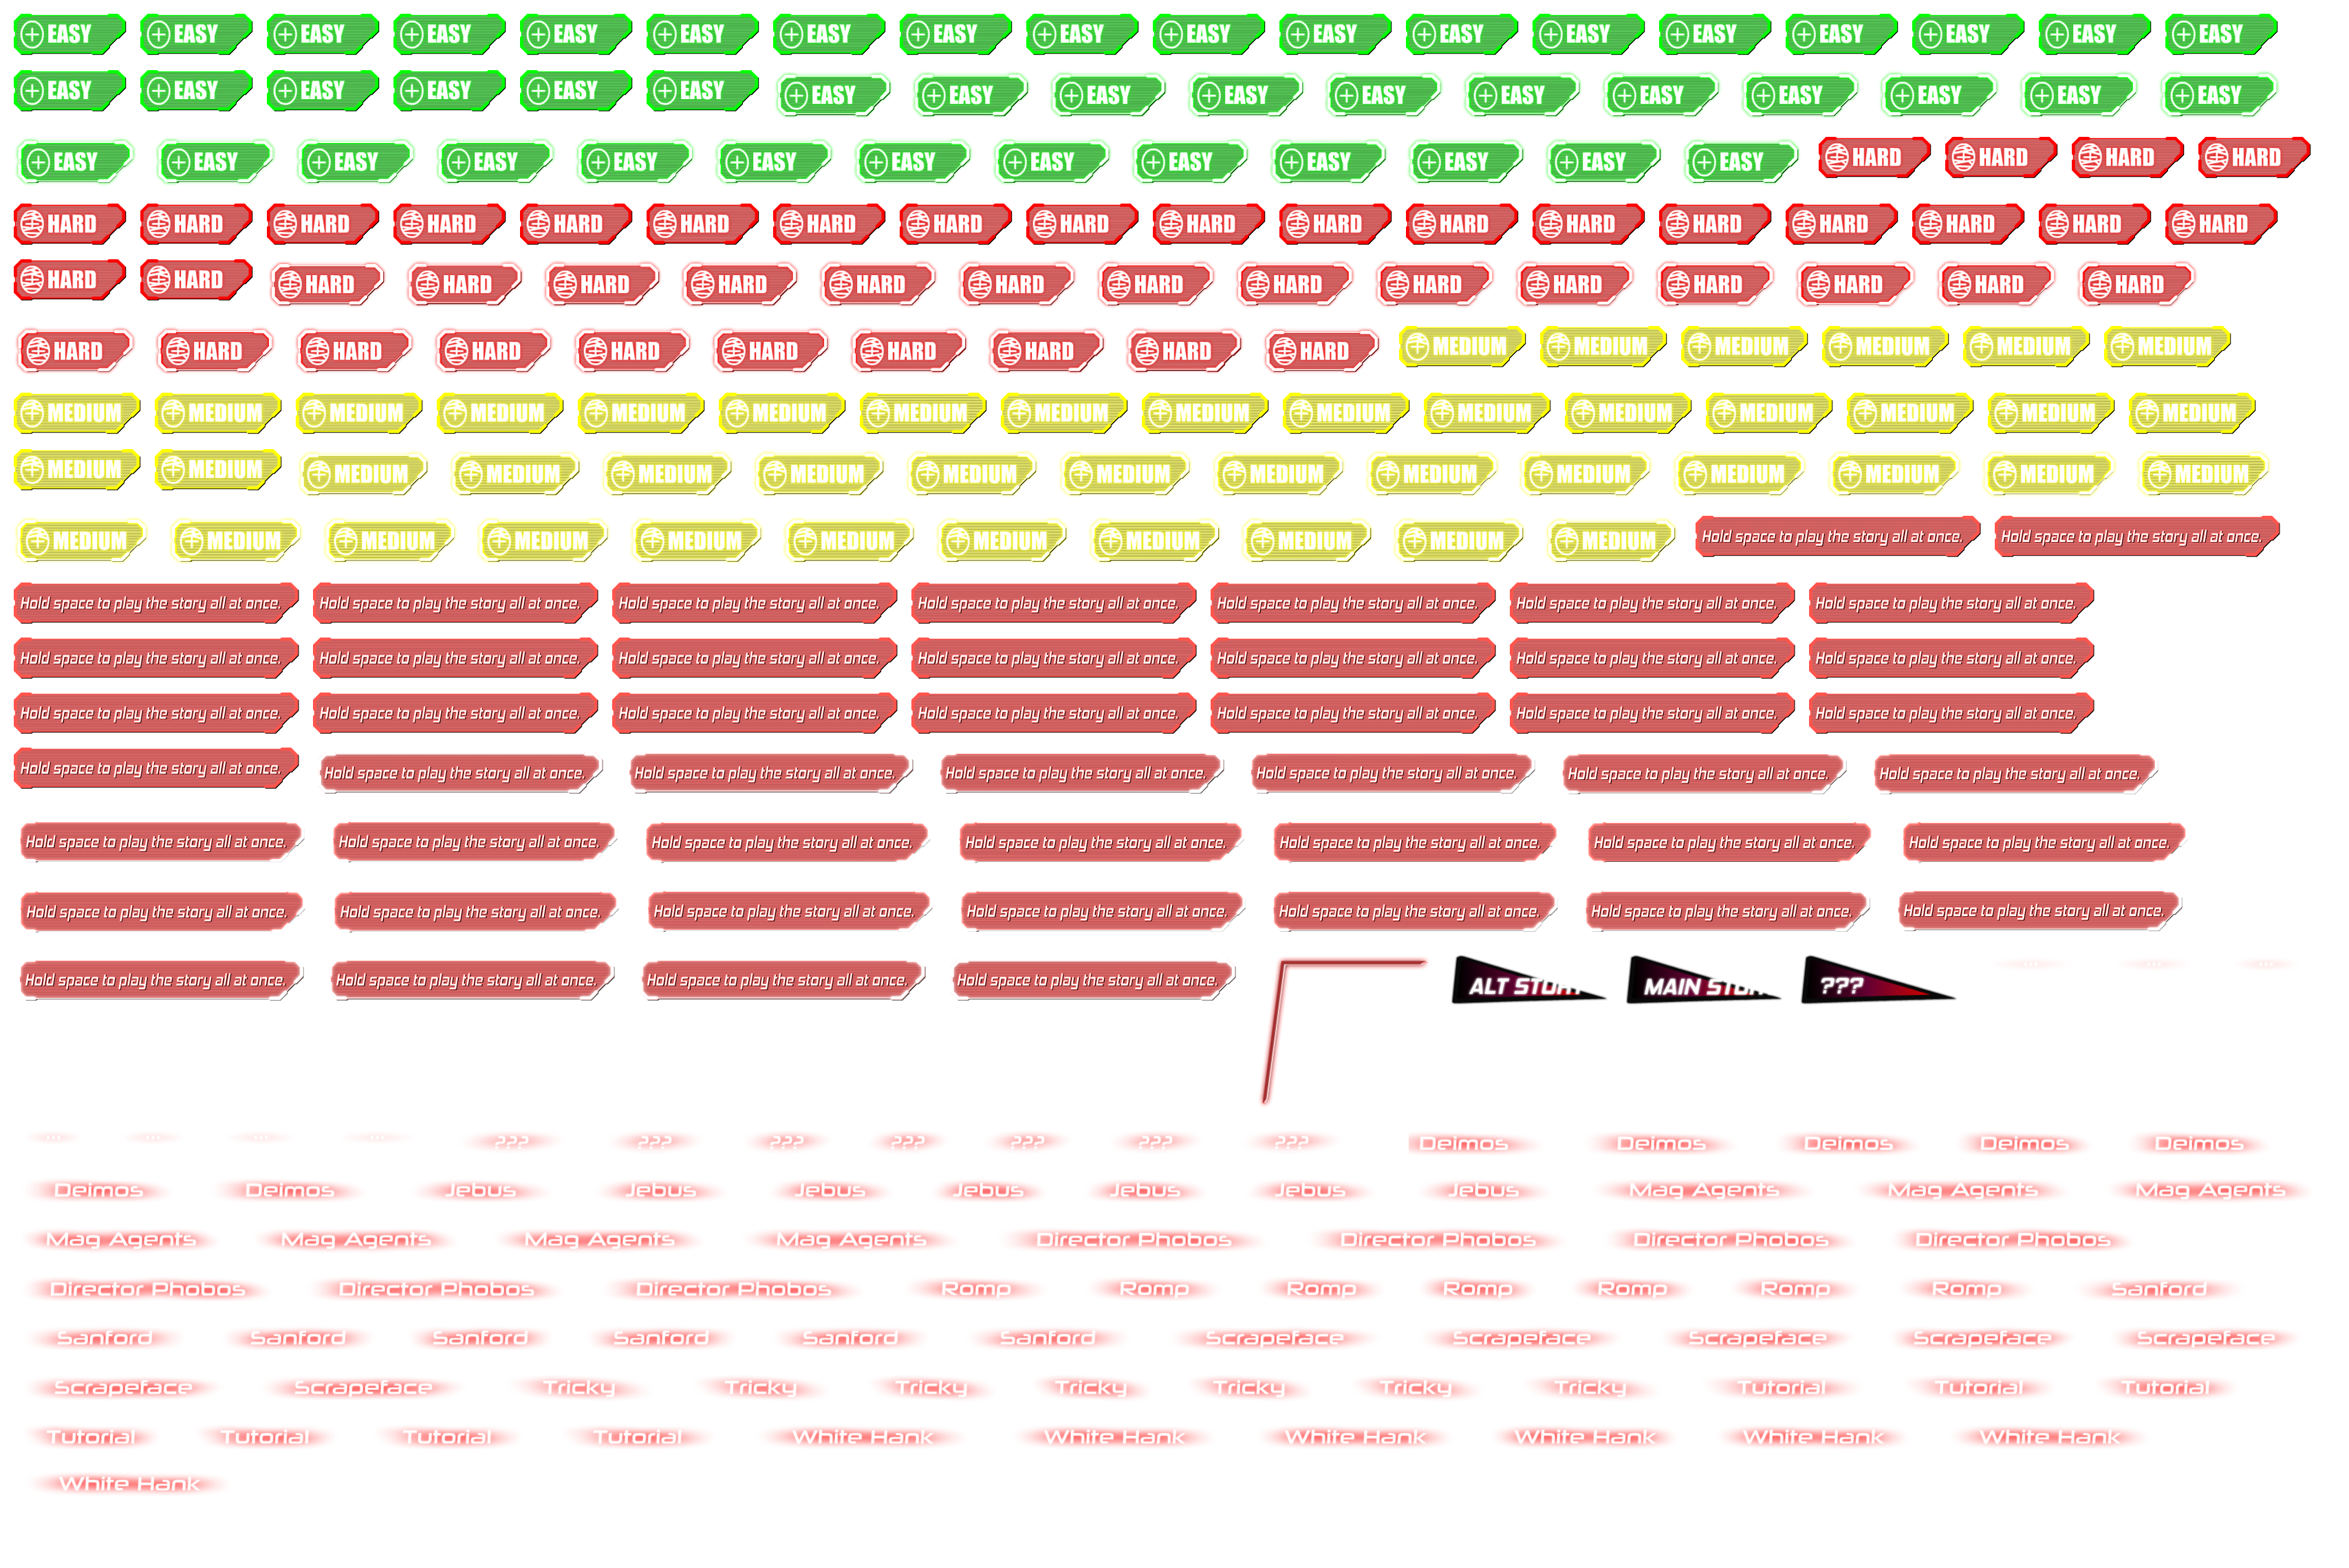 EASY EASY EASY EASY EASY EASY EASY EASY EASY EASY EASY EASY EASY EASY EASY EASY EASY EASY
EASY EASY EASY EASY EASY EASY EASY EASY EASY EASY EASY EASY EASY EASY EASY EASY EASY
EASY EASY EASY EASY EASY EASY EASY EASY EASY EASY EASY EASY EASY HARD HARD HARD HARD
HARD HARD HARD HARD HARD HARD HARD HARD HARD HARD HARD HARD HARD HARD HARD HARD HARD HARD
HARD HARD HARD HARD HARD HARD HARD HARD HARD HARD HARD HARD HARD HARD HARD HARD
HARD HARD HARD HARD HARD HARD HARD HARD HARD HARD MEDIUM MEDIUM MEDIUM MEDIUM MEDIUM MEDIUM
MEDIUM MEDIUM MEDIUM MEDIUM MEDIUM MEDIUM MEDIUM MEDIUM MEDIUM MEDIUM MEDIUM MEDIUM MEDIUM MEDIUM MEDIUM MEDIUM
MEDIUM MEDIUM MEDIUM MEDIUM MEDIUM MEDIUM MEDIUM MEDIUM MEDIUM MEDIUM MEDIUM MEDIUM MEDIUM MEDIUM MEDIUM
MEDIUM MEDIUM MEDIUM MEDIUM MEDIUM MEDIUM MEDIUM MEDIUM MEDIUM MEDIUM MEDIUM Hold space to play the story all at once. Hold space to play the story all at once.
Hold space to play the story all at once. Hold space to play the story all at once. Hold space to play the story all at once. Hold space to play the story all at once. Hold space to play the story all at once. Hold space to play the story all at once. Hold space to play the story all at once.
Hold space to play the story all at once. Hold space to play the story all at once. Hold space to play the story all at once. Hold space to play the story all at once. Hold space to play the story all at once. Hold space to play the story all at once. Hold space to play the story all at once.
Hold space to play the story all at once. Hold space to play the story all at once. Hold space to play the story all at once. Hold space to play the story all at once. Hold space to play the story all at once. Hold space to play the story all at once. Hold space to play the story all at once.
Hold space to play the story all at once. Hold space to play the story all at once. Hold space to play the story all at once. Hold space to play the story all at once. Hold space to play the story all at once. Hold space to play the story all at once. Hold space to play the story all at once.
Hold space to play the story all at once. Hold space to play the story all at once. Hold space to play the story all at once. Hold space to play the story all at once. Hold space to play the story all at once. Hold space to play the story all at once. Hold space to play the story all at once.
Hold space to play the story all at once. Hold space to play the story all at once. Hold space to play the story all at once. Hold space to play the story all at once. Hold space to play the story all at once. Hold space to play the story all at once. Hold space to play the story all at once.
Hold space to play the story all at once. Hold space to play the story all at once. Hold space to play the story all at once. Hold space to play the story all at once. ALT STORY MAIN STORY ??? ... ... ...
... ... ... ... ??? ??? ??? ??? ??? ??? ??? Deimos Deimos Deimos Deimos Deimos
Deimos Deimos Jebus Jebus Jebus Jebus Jebus Jebus Jebus Mag Agents Mag Agents Mag Agents
Mag Agents Mag Agents Mag Agents Mag Agents Director Phobos Director Phobos Director Phobos Director Phobos
Director Phobos Director Phobos Director Phobos Romp Romp Romp Romp Romp Romp Romp Sanford
Sanford Sanford Sanford Sanford Sanford Sanford Scrapeface Scrapeface Scrapeface Scrapeface Scrapeface
Scrapeface Scrapeface Tricky Tricky Tricky Tricky Tricky Tricky Tricky Tutorial Tutorial Tutorial
Tutorial Tutorial Tutorial Tutorial White Hank White Hank White Hank White Hank White Hank White Hank
White Hank